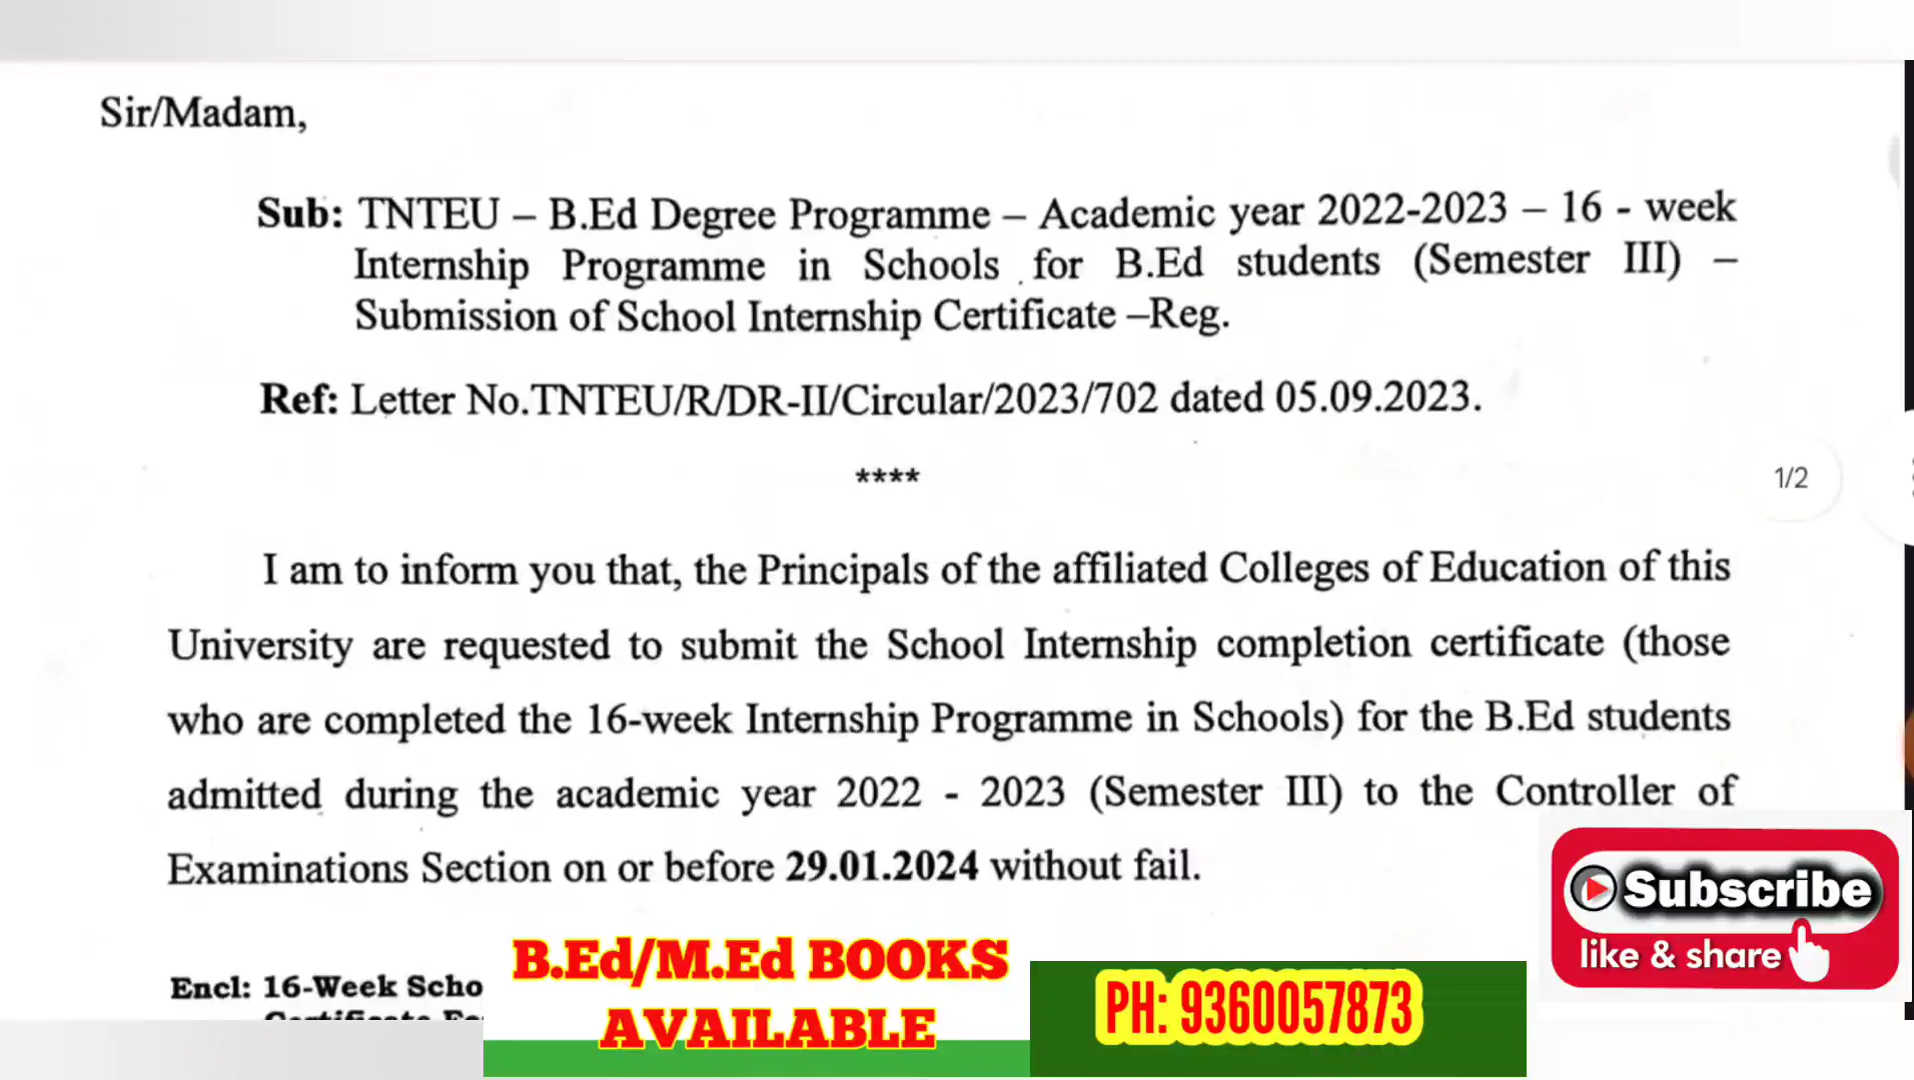 Sir/Madam,
Sub: TNTEU – B.Ed Degree Programme – Academic year 2022-2023 – 16 - week
Internship Programme in Schools for B.Ed students (Semester III) –
Submission of School Internship Certificate –Reg.
Ref: Letter No.TNTEU/R/DR-II/Circular/2023/702 dated 05.09.2023.
****
1/2
I am to inform you that, the Principals of the affiliated Colleges of Education of this
University are requested to submit the School Internship completion certificate (those
who are completed the 16-week Internship Programme in Schools) for the B.Ed students
admitted during the academic year 2022 - 2023 (Semester III) to the Controller of
Examinations Section on or before 29.01.2024 without fail.
Encl: 16-Week Scho
B.Ed/M.Ed BOOKS
AVAILABLE
PH: 9360057873
Subscribe
like & share